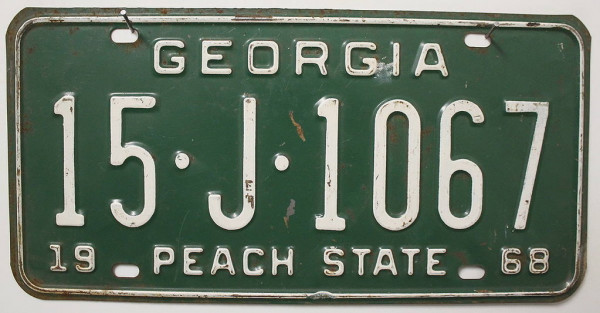 GEORGIA
15·J·1067
19 PEACH STATE 68